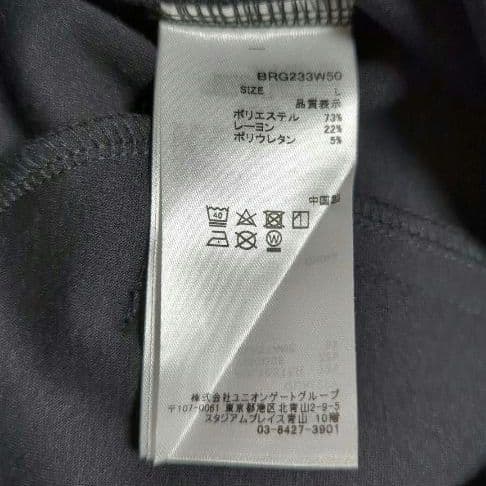 BRG233W50
SIZE L
品質表示
ポリエステル 73%
レーヨン 22%
ポリウレタン 5%
中国製
40
W
株式会社ユニオンゲートグループ
〒107-0061 東京都港区北青山2-9-5
スタジアムプレイス青山 10階
03-6427-3901